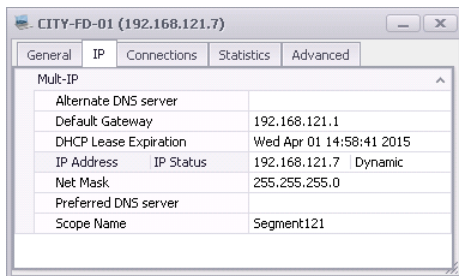 CITY-FD-01 (192.168.121.7)
General IP Connections Statistics Advanced
Mult-IP
Alternate DNS server
Default Gateway 192.168.121.1
DHCP Lease Expiration Wed Apr 01 14:58:41 2015
IP Address IP Status 192.168.121.7 Dynamic
Net Mask 255.255.255.0
Preferred DNS server
Scope Name Segment121